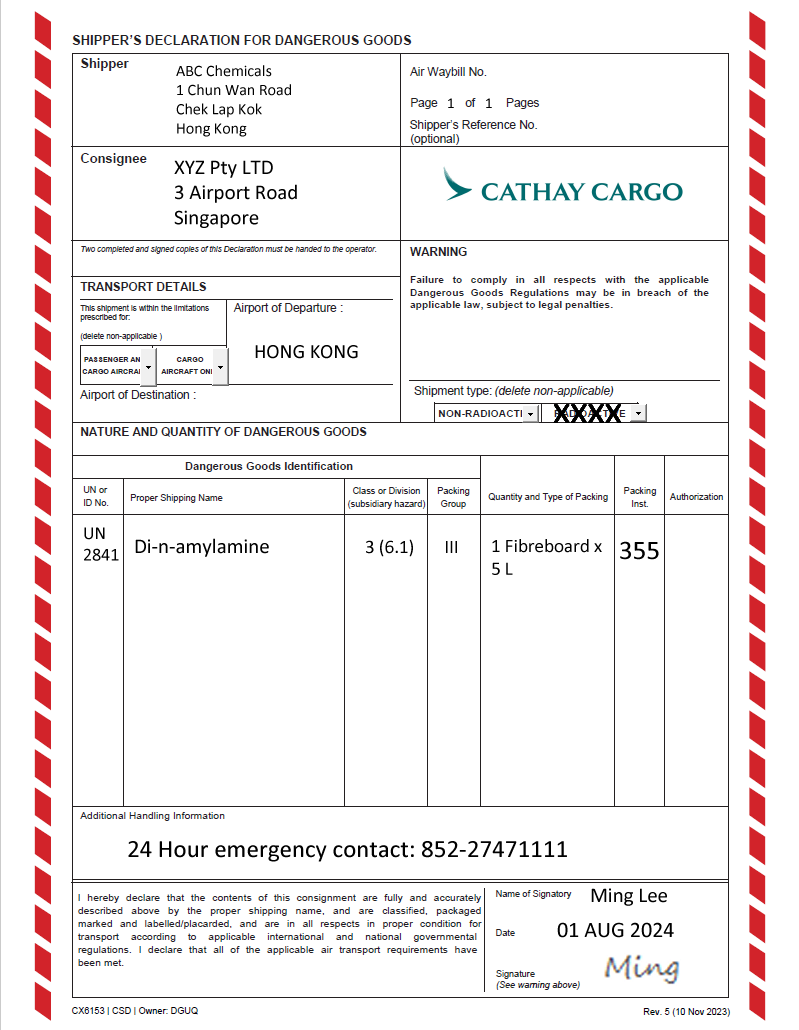 SHIPPER'S DECLARATION FOR DANGEROUS GOODS
Shipper
ABC Chemicals
1 Chun Wan Road
Chek Lap Kok
Hong Kong
Air Waybill No.
Page 1 of 1 Pages
Shipper's Reference No.
(optional)
Consignee
XYZ Pty LTD
3 Airport Road
Singapore
CATHAY CARGO
Two completed and signed copies of this Declaration must be handed to the operator.
WARNING
Failure to comply in all respects with the applicable
Dangerous Goods Regulations may be in breach of the
applicable law, subject to legal penalties.
TRANSPORT DETAILS
This shipment is within the limitations
prescribed for:
(delete non-applicable )
PASSENGER AN
CARGO AIRCRA
CARGO
AIRCRAFT ON
Airport of Departure :
HONG KONG
Airport of Destination :
Shipment type: (delete non-applicable)
NON-RADIOACTI
XXXX
NATURE AND QUANTITY OF DANGEROUS GOODS
Dangerous Goods Identification
UN or
ID No.
Proper Shipping Name
Class or Division
(subsidiary hazard)
Packing
Group
Quantity and Type of Packing
Packing
Inst.
Authorization
UN
2841
Di-n-amylamine
3 (6.1)
III
1 Fibreboard x
5 L
355
Additional Handling Information
24 Hour emergency contact: 852-27471111
I hereby declare that the contents of this consignment are fully and accurately
described above by the proper shipping name, and are classified, packaged
marked and labelled/placarded, and are in all respects in proper condition for
transport according to applicable international and national governmental
regulations. I declare that all of the applicable air transport requirements have
been met.
Name of Signatory Ming Lee
Date 01 AUG 2024
Signature Ming
(See warning above)
CX6153 | CSD | Owner: DGUQ
Rev. 5 (10 Nov 2023)